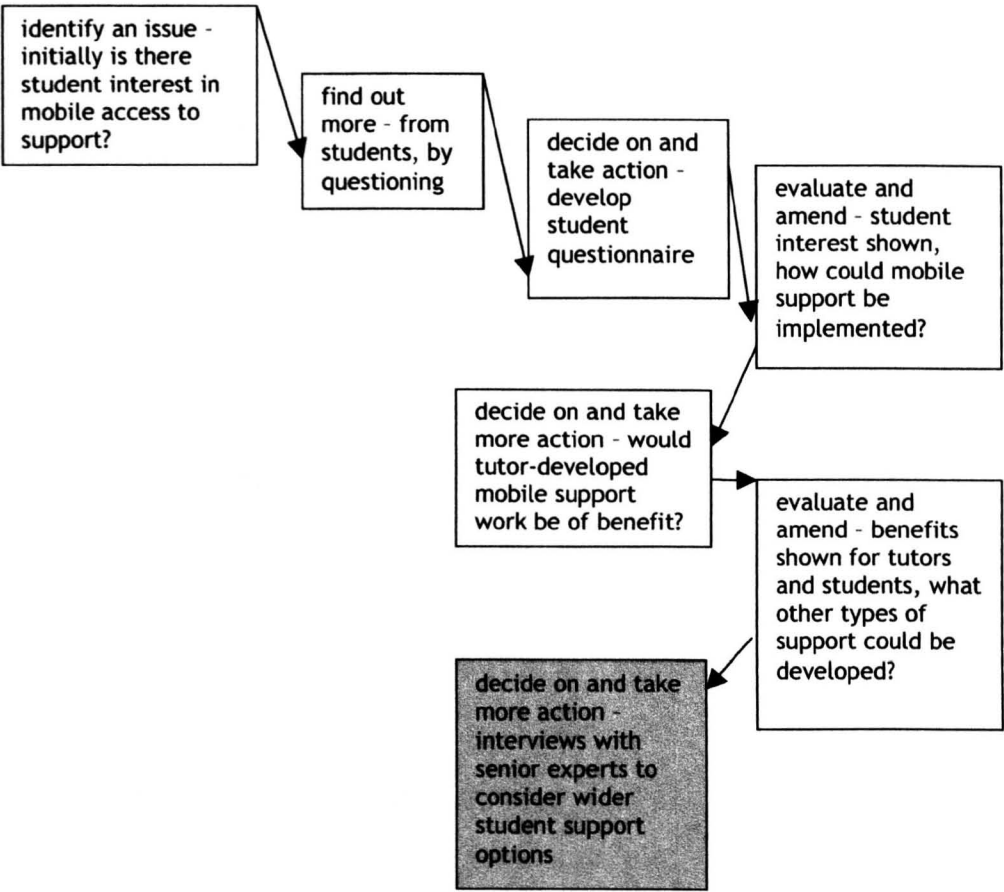 identify an issue -
initially is there
student interest in
mobile access to
support?
find out
more - from
students, by
questioning
decide on and
take action -
develop
student
questionnaire
evaluate and
amend - student
interest shown,
how could mobile
support be
implemented?
decide on and take
more action - would
tutor-developed
mobile support
work be of benefit?
evaluate and
amend - benefits
shown for tutors
and students, what
other types of
support could be
developed?
decide on and take
more action -
interviews with
senior experts to
consider wider
student support
options